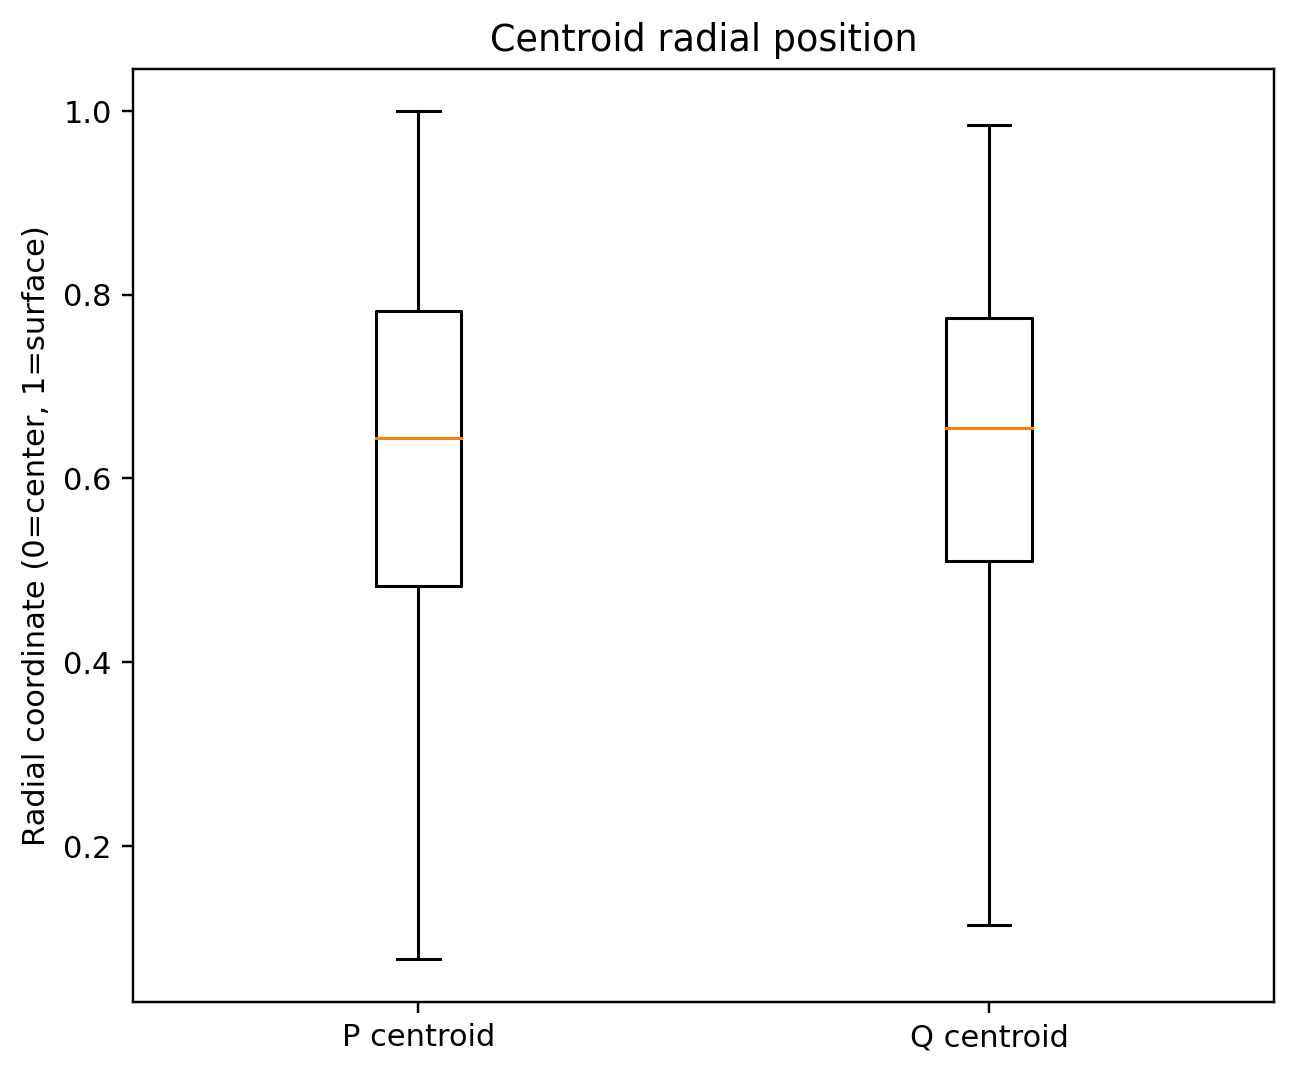 Centroid radial position
Radial coordinate (0=center, 1=surface)
1.0
0.8
0.6
0.4
0.2
P centroid
Q centroid